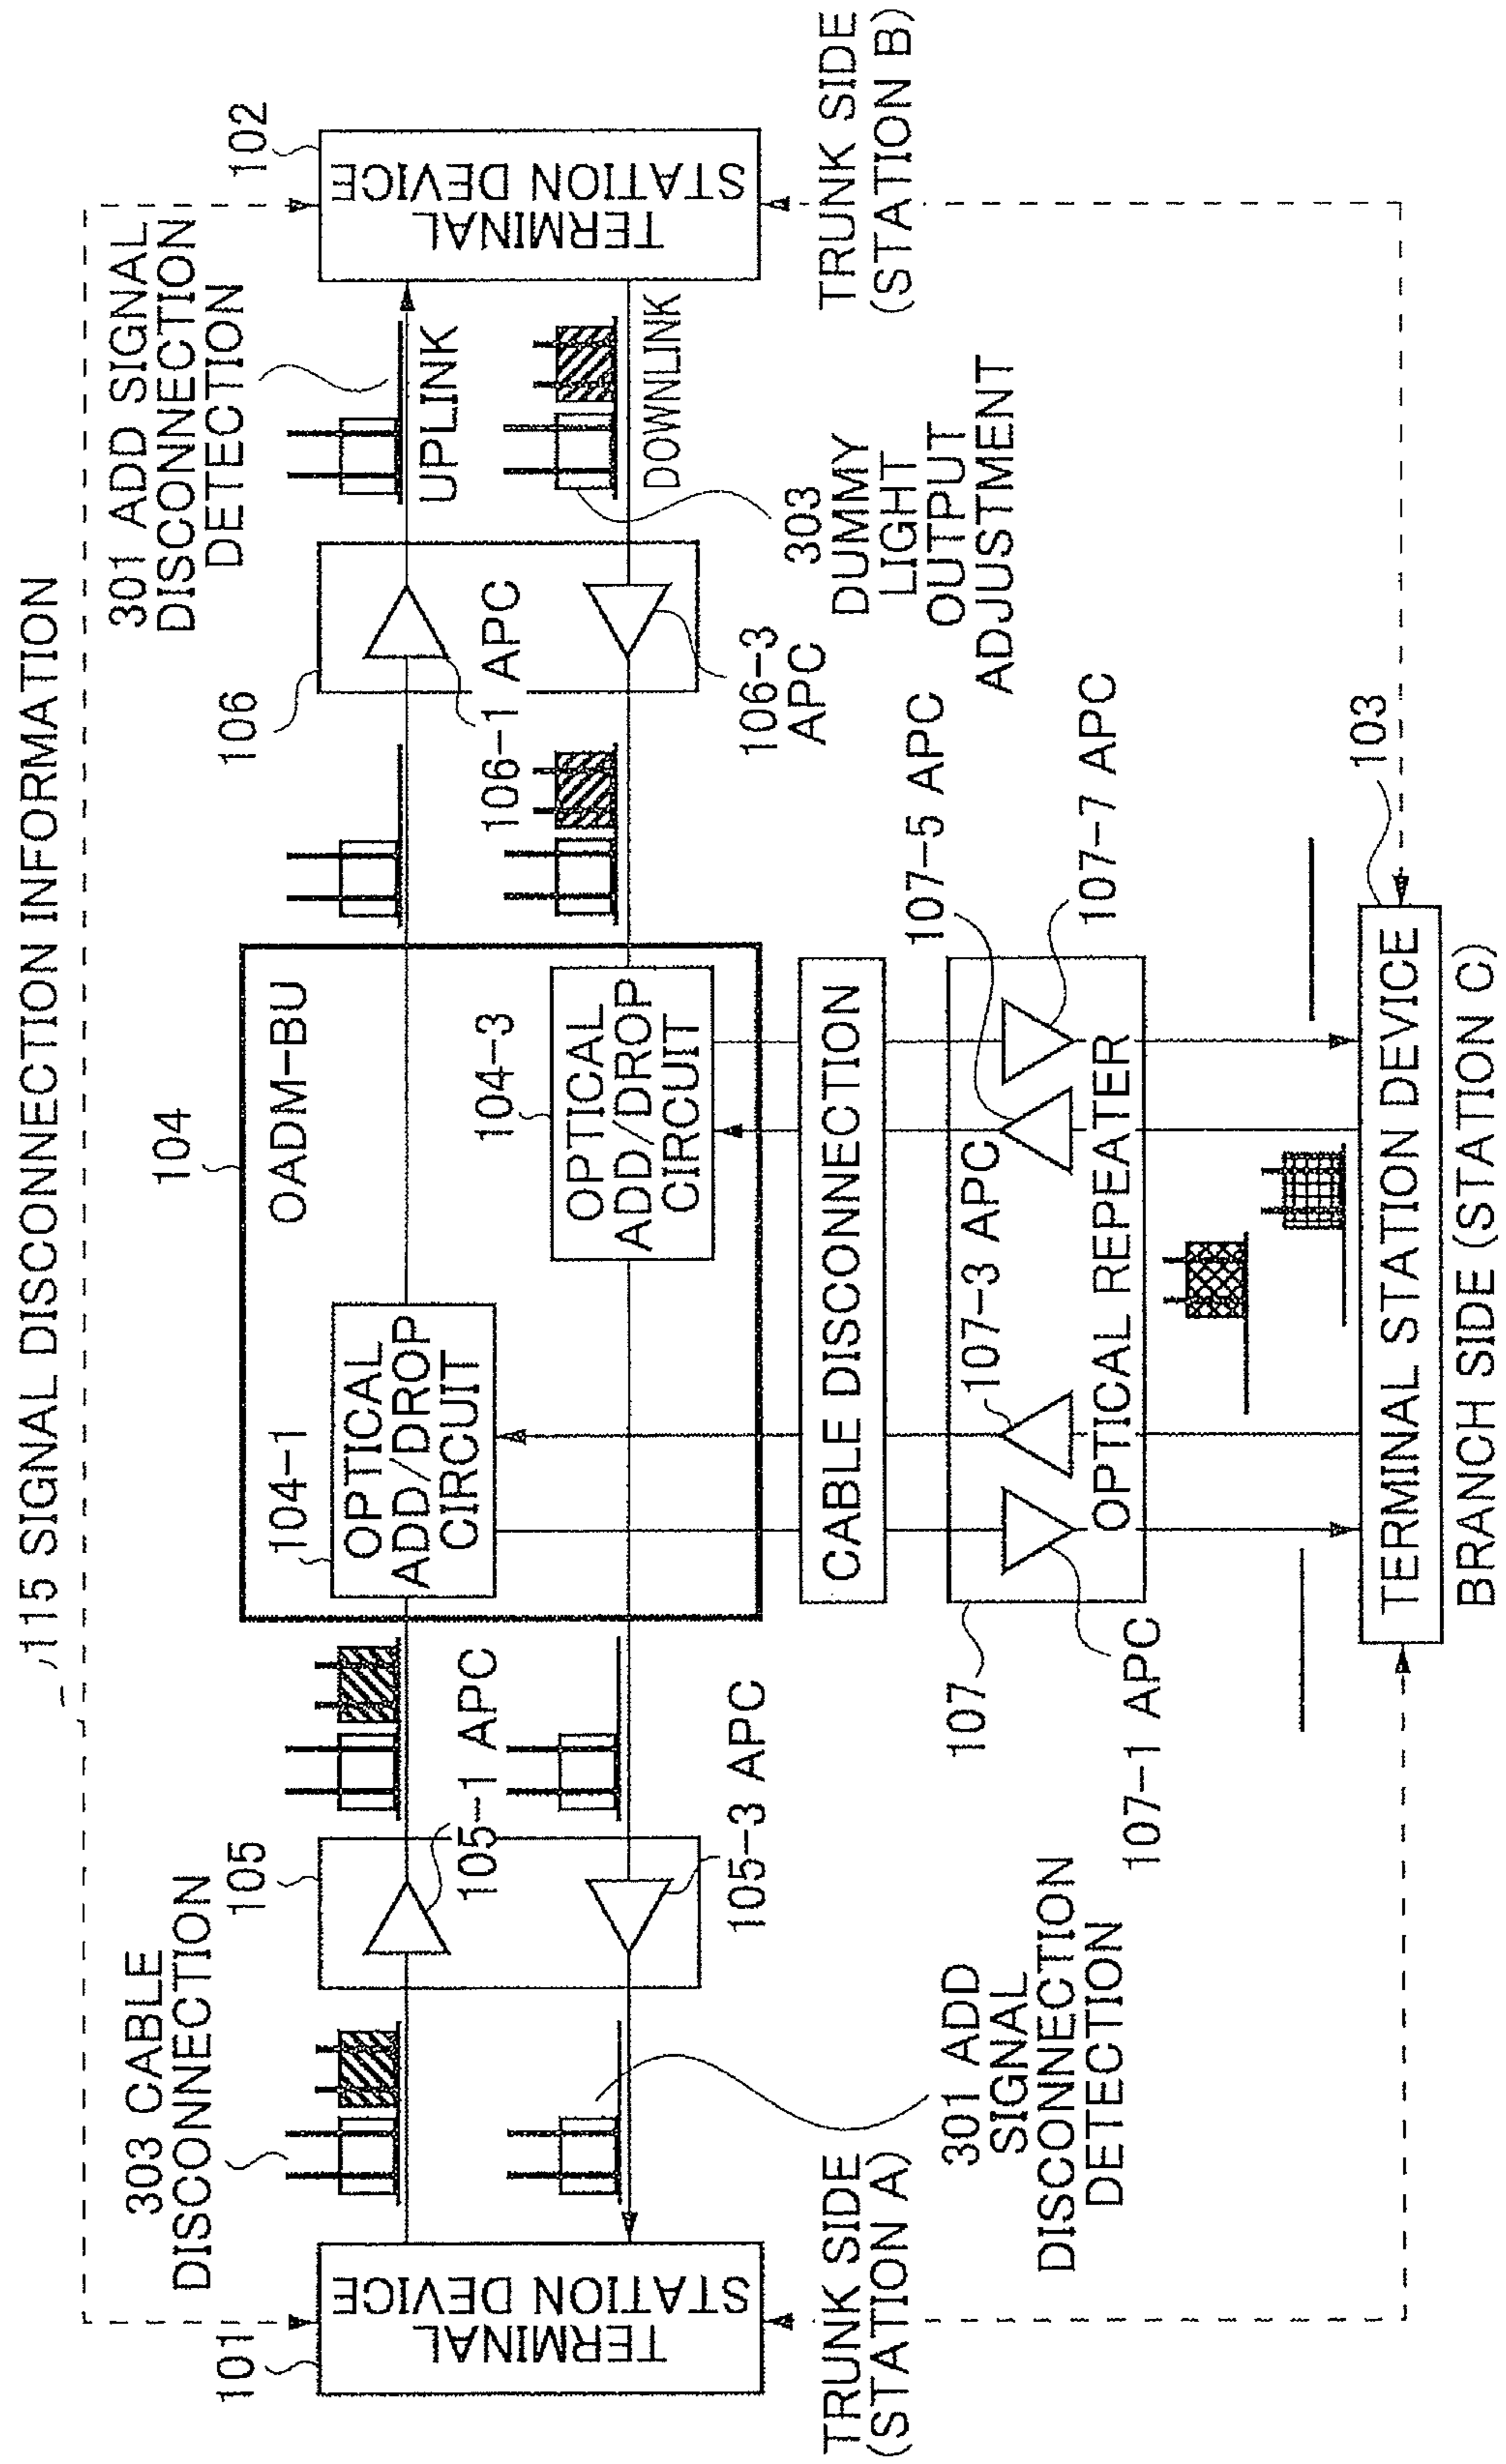 115 SIGNAL DISCONNECTION INFORMATION
303 CABLE
DISCONNECTION
301 ADD SIGNAL
DISCONNECTION
DETECTION
101
TERMINAL
STATION DEVICE
TRUNK SIDE
(STATION A)
105
105-1 APC
105-3 APC
301 ADD
SIGNAL
DISCONNECTION
DETECTION
104
OADM-BU
104-1
OPTICAL
ADD/DROP
CIRCUIT
104-3
OPTICAL
ADD/DROP
CIRCUIT
106
106-1 APC
106-3
APC
UPLINK
DOWNLINK
303
DUMMY
LIGHT
OUTPUT
ADJUSTMENT
102
TERMINAL
STATION DEVICE
TRUNK SIDE
(STATION B)
CABLE DISCONNECTION
107
107-1 APC
107-3 APC
107-5 APC
107-7 APC
OPTICAL REPEATER
103
TERMINAL STATION DEVICE
BRANCH SIDE (STATION C)